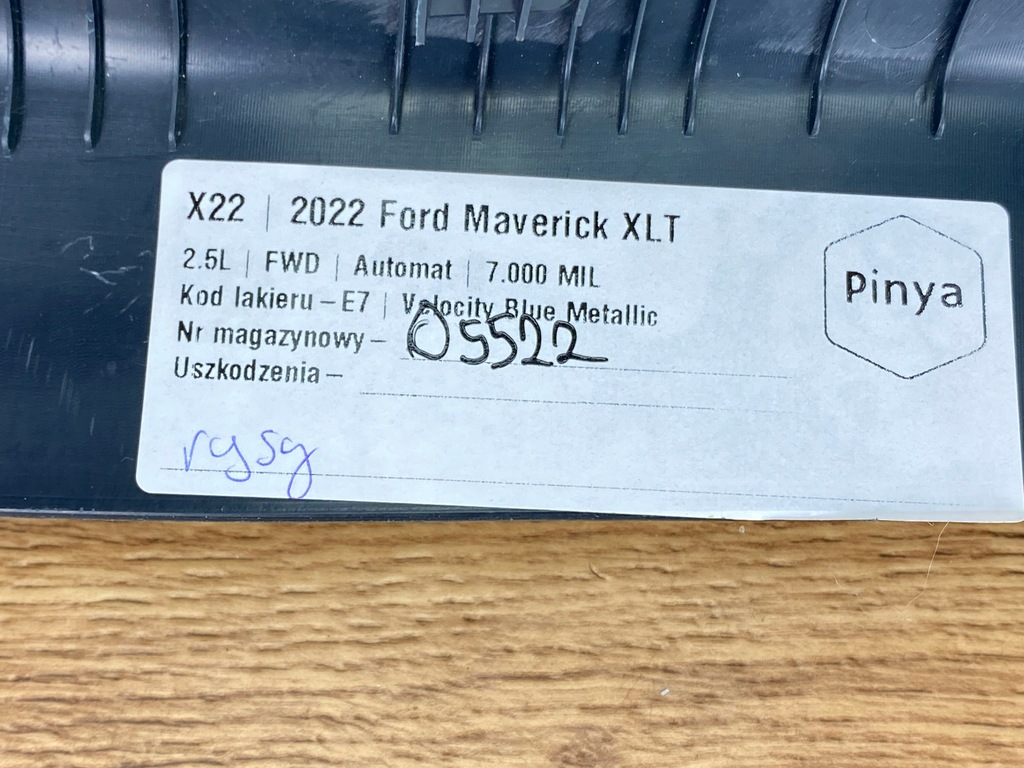 X22 | 2022 Ford Maverick XLT
2.5L | FWD | Automat | 7.000 MIL
Kod lakieru – E7 | Velocity Blue Metallic
Nr magazynowy – 05522
Uszkodzenia –
rysy
Pinya